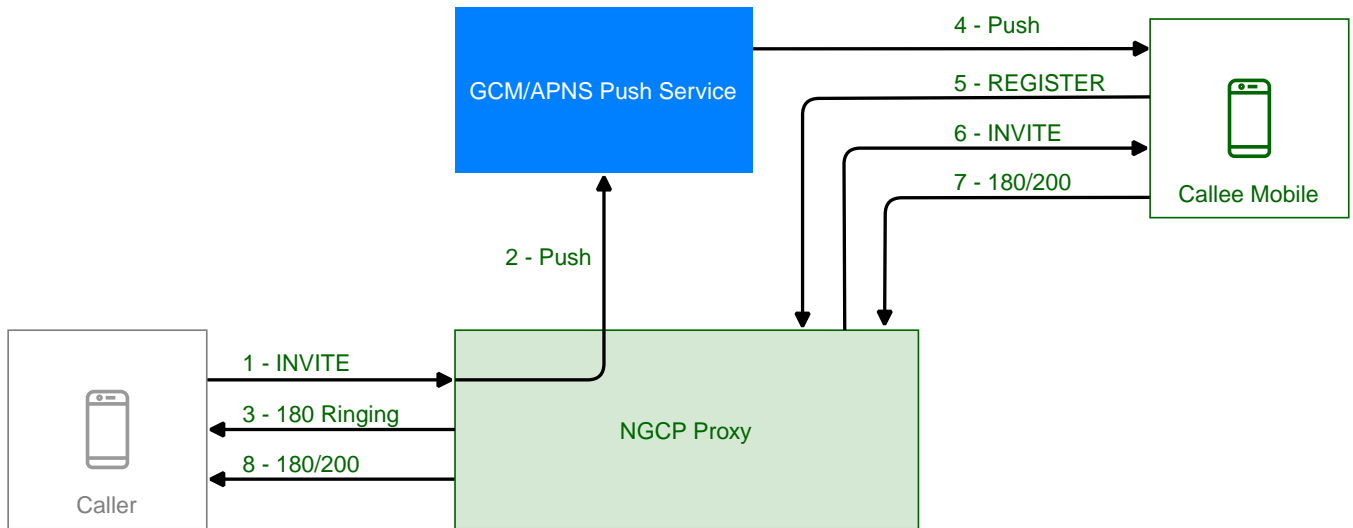 4 - Push
GCM/APNS Push Service
5 - REGISTER
6 - INVITE
7 - 180/200
Callee Mobile
2 - Push
1 - INVITE
3 - 180 Ringing
NGCP Proxy
8 - 180/200
Caller